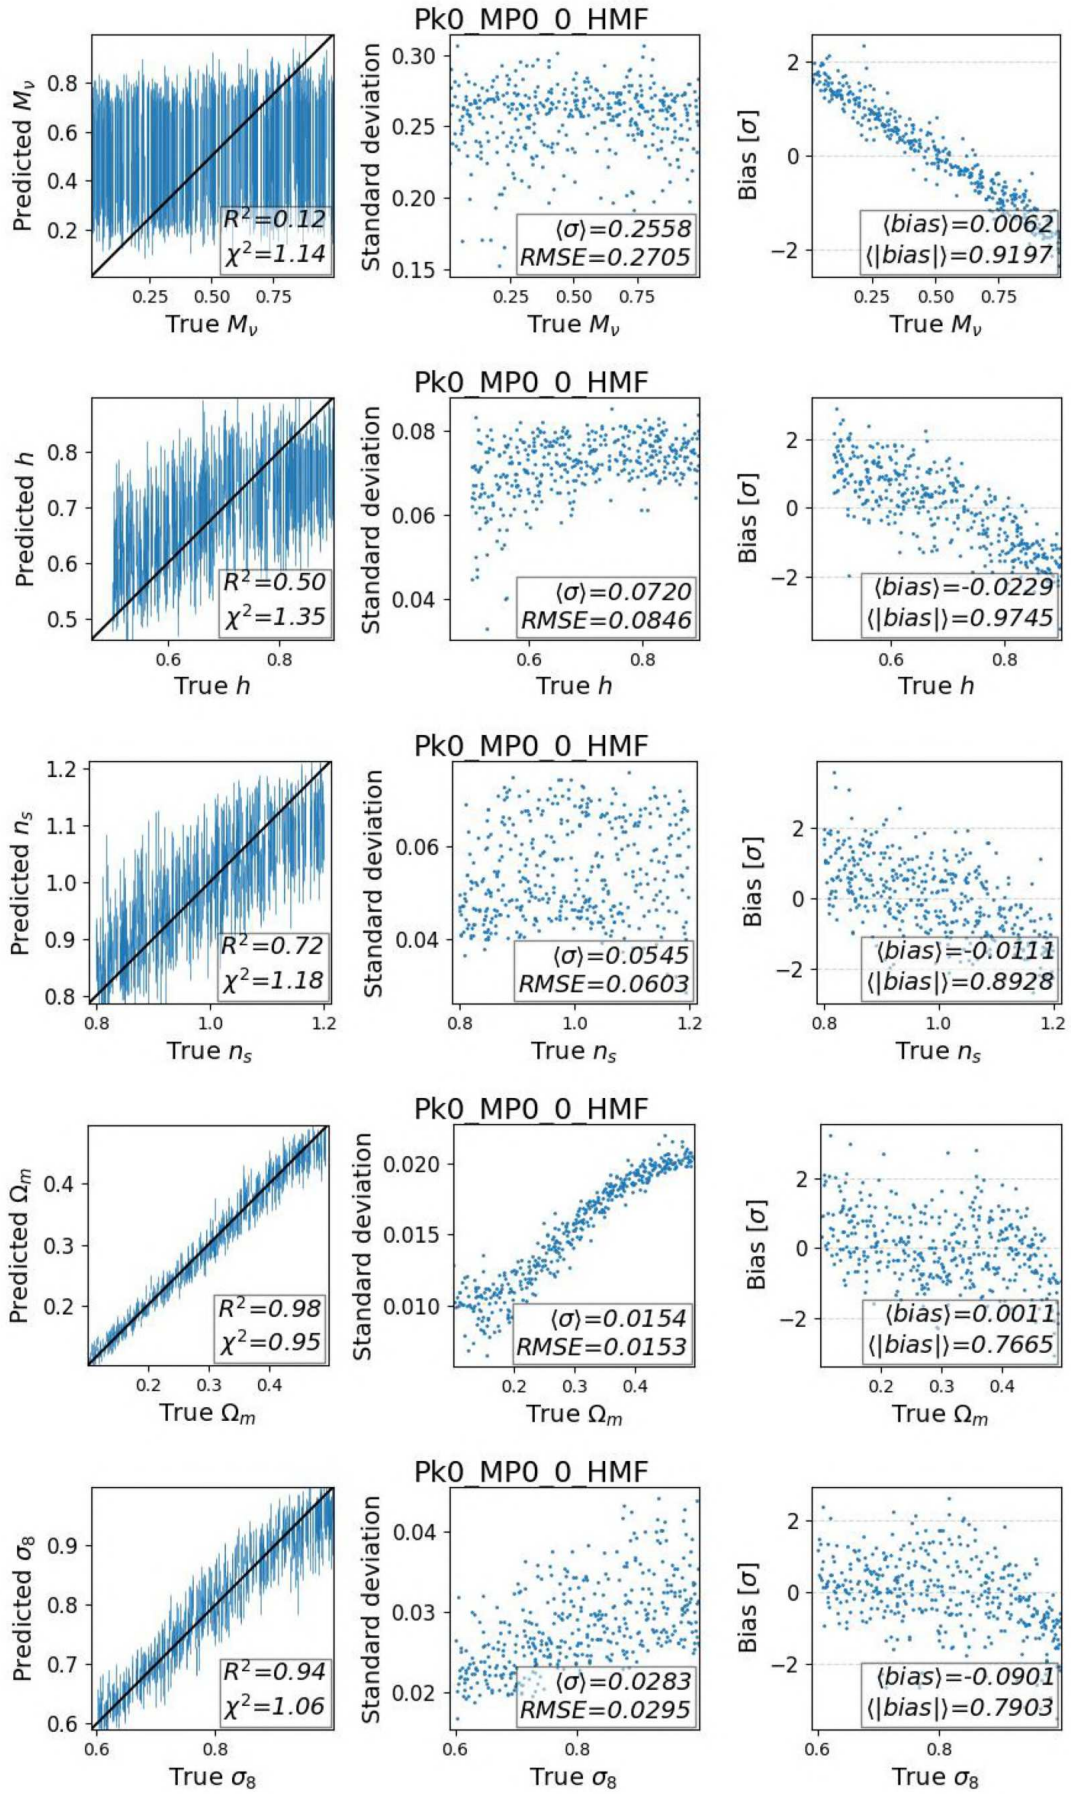 Pk0_MP0_0_HMF
Predicted Mν
0.8
0.6
0.4
0.2
R²=0.12
χ²=1.14
0.25 0.50 0.75
True Mν
Standard deviation
0.30
0.25
0.20
0.15
⟨σ⟩=0.2558
RMSE=0.2705
0.25 0.50 0.75
True Mν
Bias [σ]
2
0
−2
⟨bias⟩=0.0062
⟨|bias|⟩=0.9197
0.25 0.50 0.75
True Mν
Pk0_MP0_0_HMF
Predicted h
0.8
0.7
0.6
0.5
R²=0.50
χ²=1.35
0.6 0.8
True h
Standard deviation
0.08
0.06
0.04
⟨σ⟩=0.0720
RMSE=0.0846
0.6 0.8
True h
Bias [σ]
2
0
−2
⟨bias⟩=-0.0229
⟨|bias|⟩=0.9745
0.6 0.8
True h
Pk0_MP0_0_HMF
Predicted ns
1.2
1.1
1.0
0.9
0.8
R²=0.72
χ²=1.18
0.8 1.0 1.2
True ns
Standard deviation
0.06
0.04
⟨σ⟩=0.0545
RMSE=0.0603
0.8 1.0 1.2
True ns
Bias [σ]
2
0
−2
⟨bias⟩=-0.0111
⟨|bias|⟩=0.8928
0.8 1.0 1.2
True ns
Pk0_MP0_0_HMF
Predicted Ωm
0.4
0.3
0.2
R²=0.98
χ²=0.95
0.2 0.3 0.4
True Ωm
Standard deviation
0.020
0.015
0.010
⟨σ⟩=0.0154
RMSE=0.0153
0.2 0.3 0.4
True Ωm
Bias [σ]
2
0
−2
⟨bias⟩=0.0011
⟨|bias|⟩=0.7665
0.2 0.3 0.4
True Ωm
Pk0_MP0_0_HMF
Predicted σ8
0.9
0.8
0.7
0.6
R²=0.94
χ²=1.06
0.6 0.8
True σ8
Standard deviation
0.04
0.03
0.02
⟨σ⟩=0.0283
RMSE=0.0295
0.6 0.8
True σ8
Bias [σ]
2
0
−2
⟨bias⟩=-0.0901
⟨|bias|⟩=0.7903
0.6 0.8
True σ8